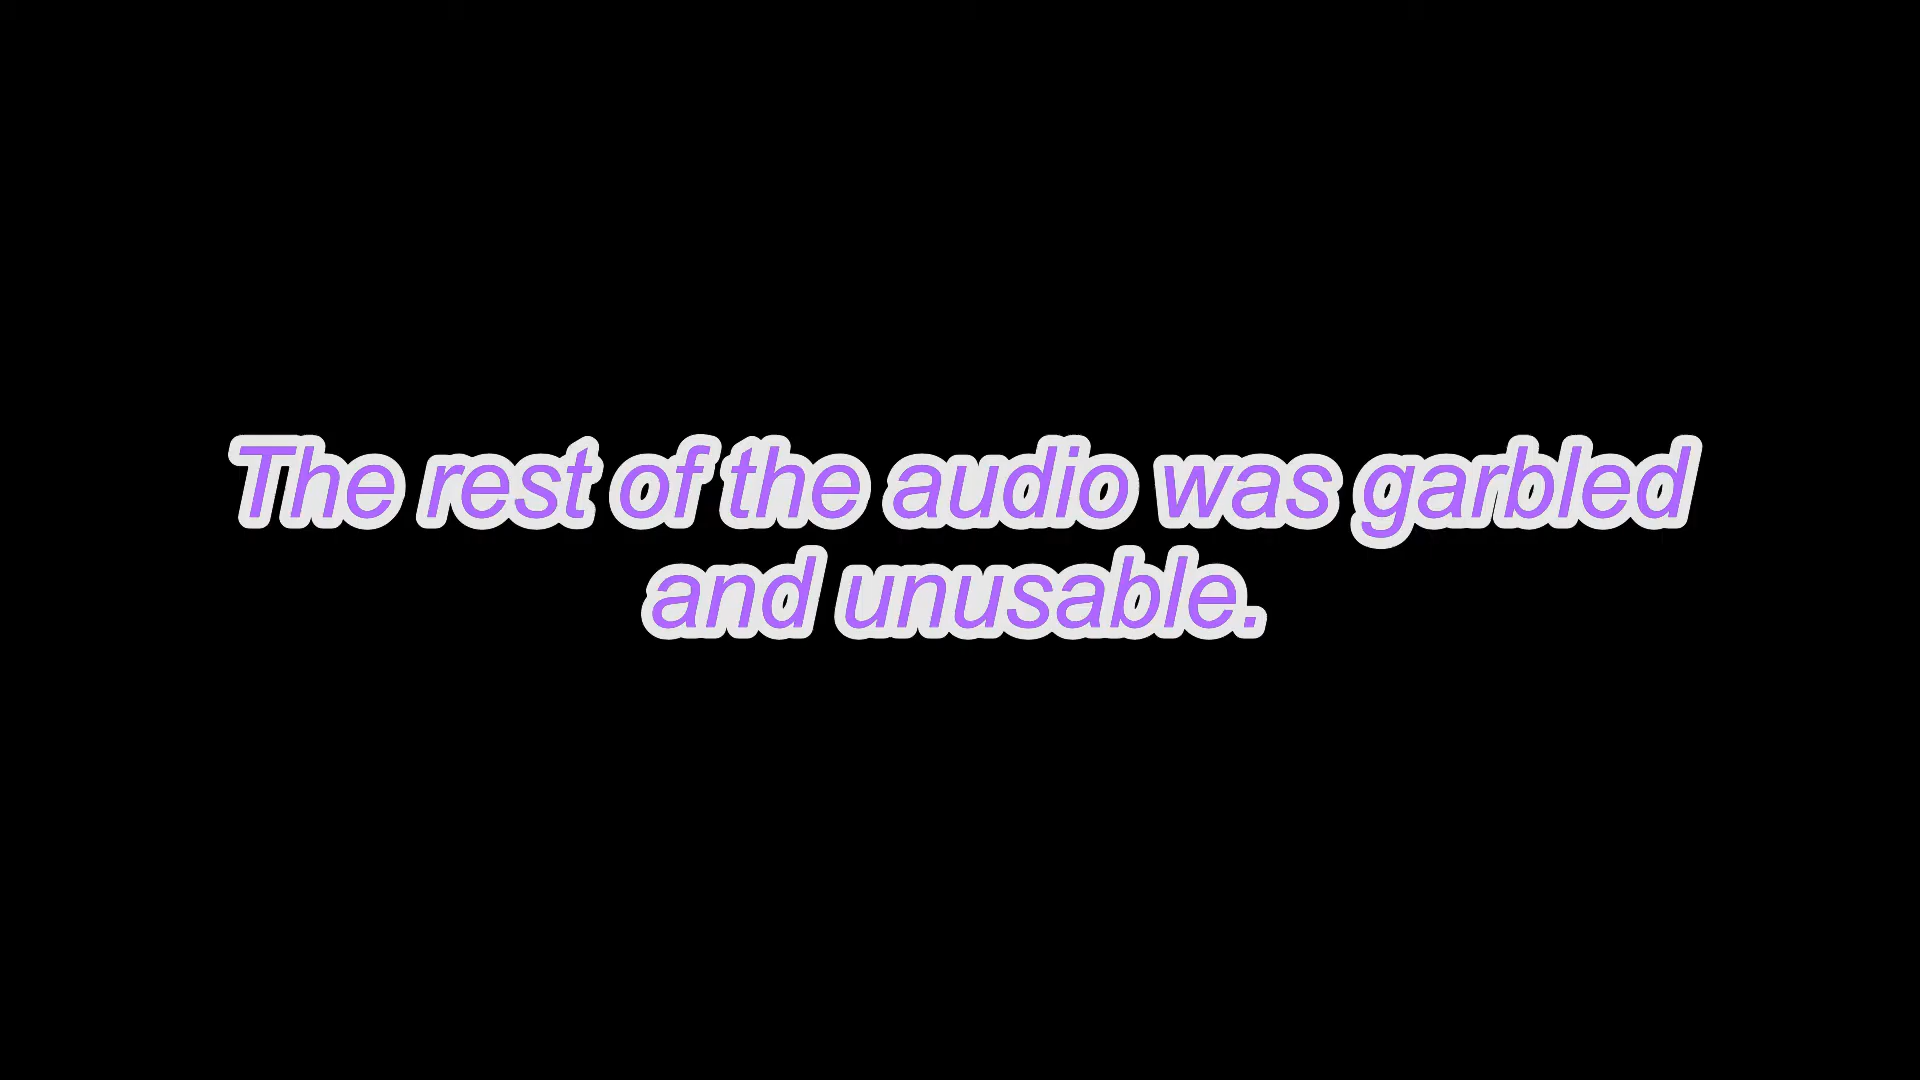 The rest of the audio was garbled
and unusable.